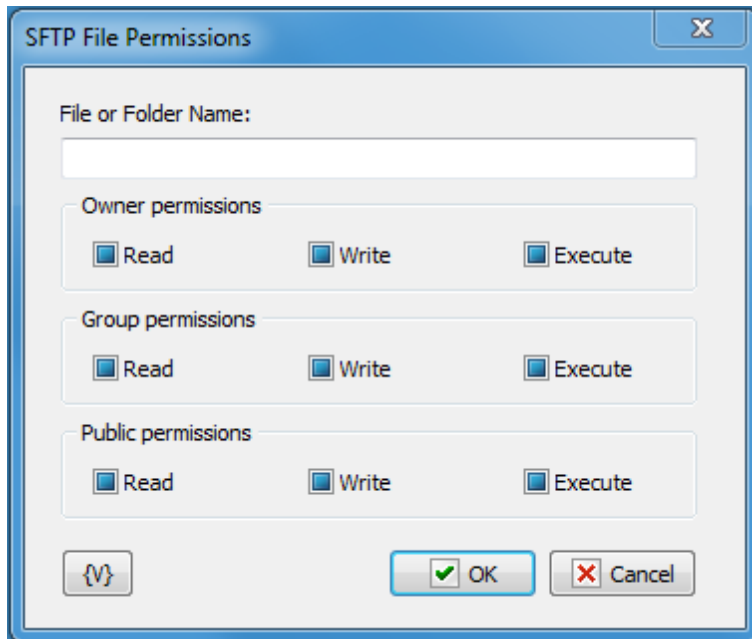 SFTP File Permissions
File or Folder Name:
Owner permissions
Read Write Execute
Group permissions
Read Write Execute
Public permissions
Read Write Execute
{V} OK Cancel